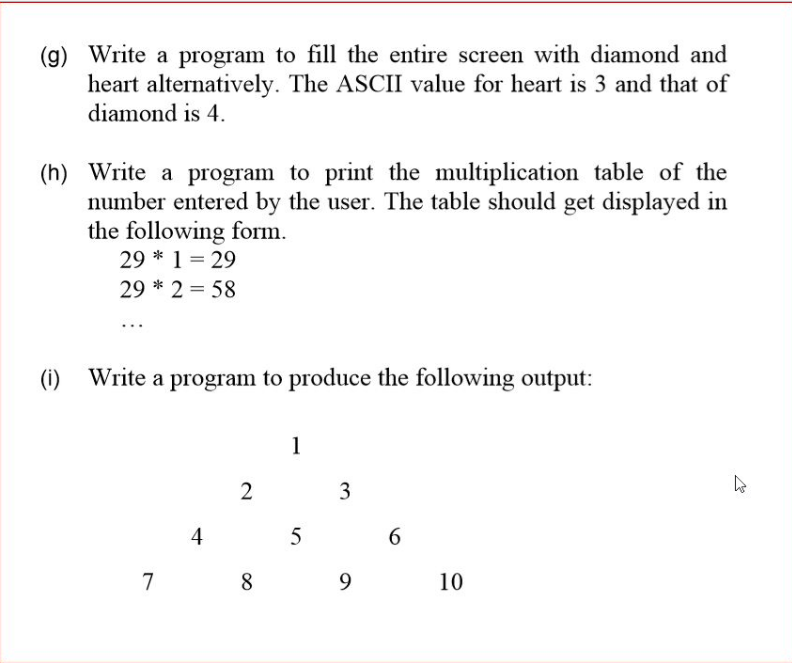 (g) Write a program to fill the entire screen with diamond and
heart alternatively. The ASCII value for heart is 3 and that of
diamond is 4.
(h) Write a program to print the multiplication table of the
number entered by the user. The table should get displayed in
the following form.
29 * 1 = 29
29 * 2 = 58
...
(i) Write a program to produce the following output:
1
2 3
4 5 6
7 8 9 10